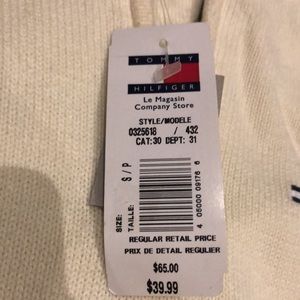 TOMMY
HILFIGER
Le Magasin
Company Store
STYLE/MODELE
0325618 / 432
CAT:30 DEPT: 31
SIZE:
TAILLE:
S / P
4 05000 09176 6
REGULAR RETAIL PRICE
PRIX DE DETAIL REGULIER
$65.00
$39.99